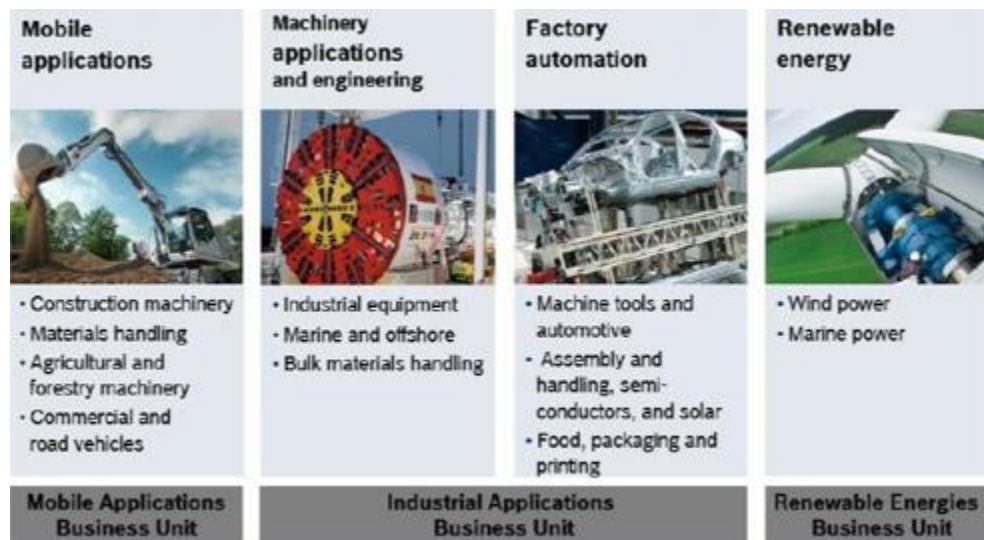 Mobile
applications
Machinery
applications
and engineering
Factory
automation
Renewable
energy
• Construction machinery
• Materials handling
• Agricultural and
forestry machinery
• Commercial and
road vehicles
• Industrial equipment
• Marine and offshore
• Bulk materials handling
• Machine tools and
automotive
• Assembly and
handling, semi-
conductors, and solar
• Food, packaging and
printing
• Wind power
• Marine power
Mobile Applications
Business Unit
Industrial Applications
Business Unit
Renewable Energies
Business Unit